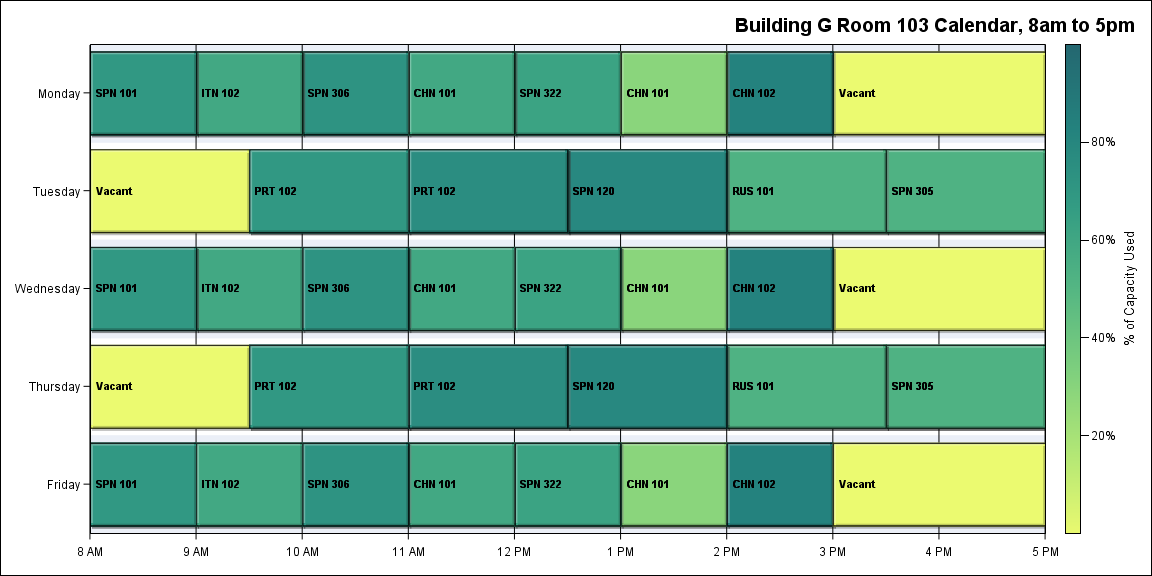 Building G Room 103 Calendar, 8am to 5pm
Monday
SPN 101 ITN 102 SPN 306 CHN 101 SPN 322 CHN 101 CHN 102 Vacant
Tuesday
Vacant PRT 102 PRT 102 SPN 120 RUS 101 SPN 305
Wednesday
SPN 101 ITN 102 SPN 306 CHN 101 SPN 322 CHN 101 CHN 102 Vacant
Thursday
Vacant PRT 102 PRT 102 SPN 120 RUS 101 SPN 305
Friday
SPN 101 ITN 102 SPN 306 CHN 101 SPN 322 CHN 101 CHN 102 Vacant
8 AM 9 AM 10 AM 11 AM 12 PM 1 PM 2 PM 3 PM 4 PM 5 PM
80%
60%
40%
20%
% of Capacity Used